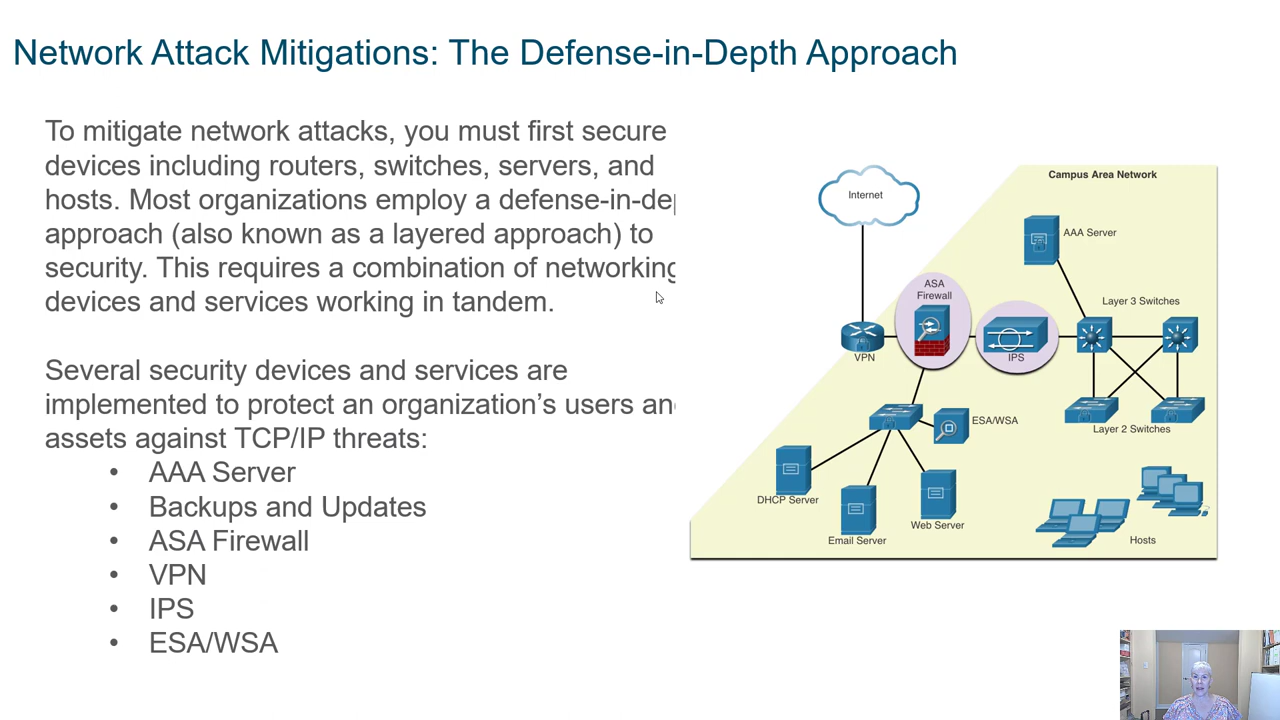 Network Attack Mitigations: The Defense-in-Depth Approach
To mitigate network attacks, you must first secure
devices including routers, switches, servers, and
hosts. Most organizations employ a defense-in-dep
approach (also known as a layered approach) to
security. This requires a combination of networking
devices and services working in tandem.
Several security devices and services are
implemented to protect an organization’s users an
assets against TCP/IP threats:
• AAA Server
• Backups and Updates
• ASA Firewall
• VPN
• IPS
• ESA/WSA
Campus Area Network
Internet
AAA Server
ASA
Firewall
Layer 3 Switches
VPN
IPS
ESA/WSA
Layer 2 Switches
DHCP Server
Web Server
Email Server
Hosts